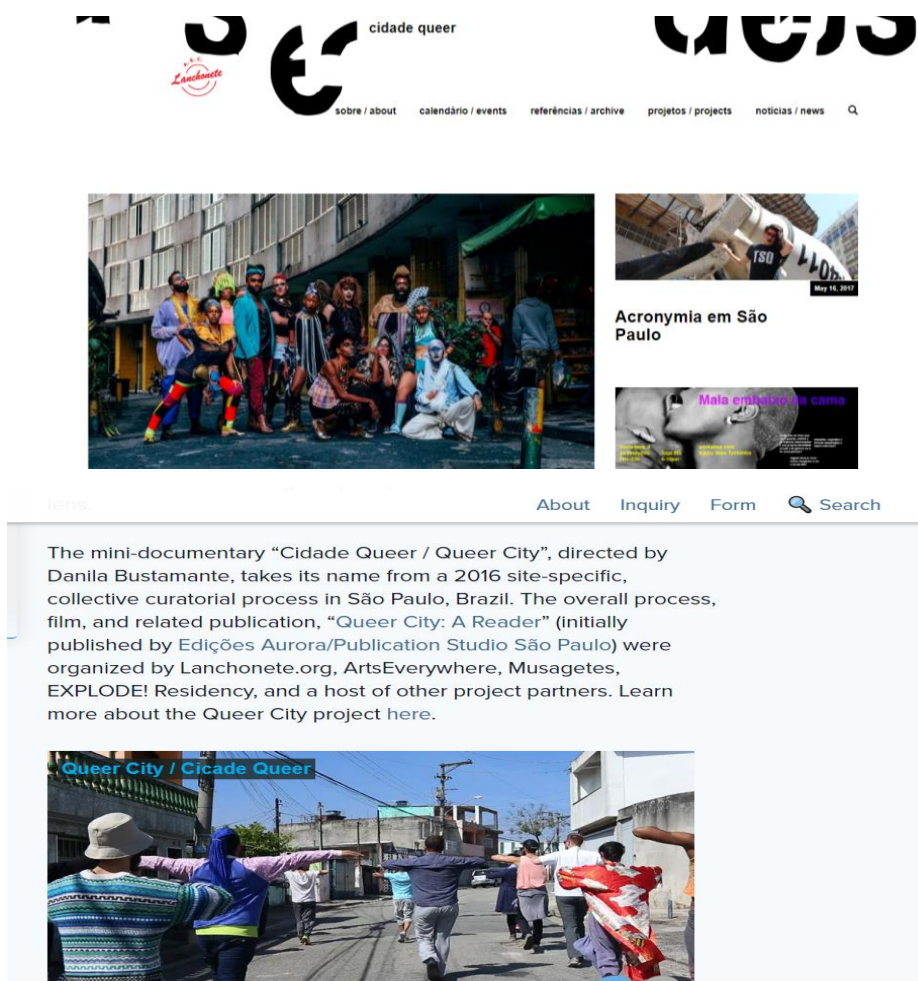 cidade queer
Lanchonete
sobre / about calendário / events referências / archive projetos / projects notícias / news
TSQ
May 16, 2017
Acronymia em São
Paulo
Mala embaixo da cama
lens.
About Inquiry Form Search
The mini-documentary “Cidade Queer / Queer City”, directed by
Danila Bustamante, takes its name from a 2016 site-specific,
collective curatorial process in São Paulo, Brazil. The overall process,
film, and related publication, “Queer City: A Reader” (initially
published by Edições Aurora/Publication Studio São Paulo) were
organized by Lanchonete.org, ArtsEverywhere, Musagetes,
EXPLODE! Residency, and a host of other project partners. Learn
more about the Queer City project here.
Queer City / Cicade Queer